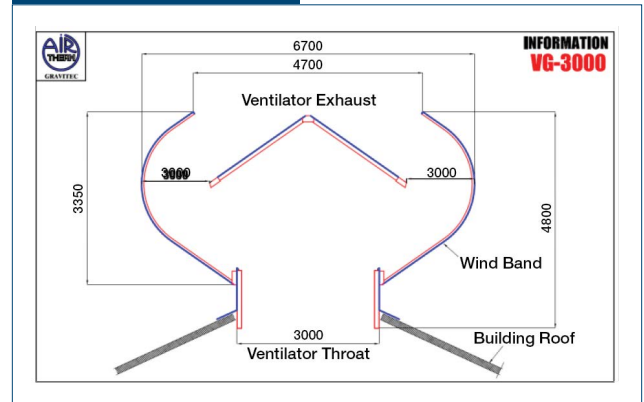 AIR
THERM
GRAVITEC
INFORMATION
VG-3000
6700
4700
Ventilator Exhaust
3000
3000
3350
4800
Wind Band
3000
Ventilator Throat
Building Roof